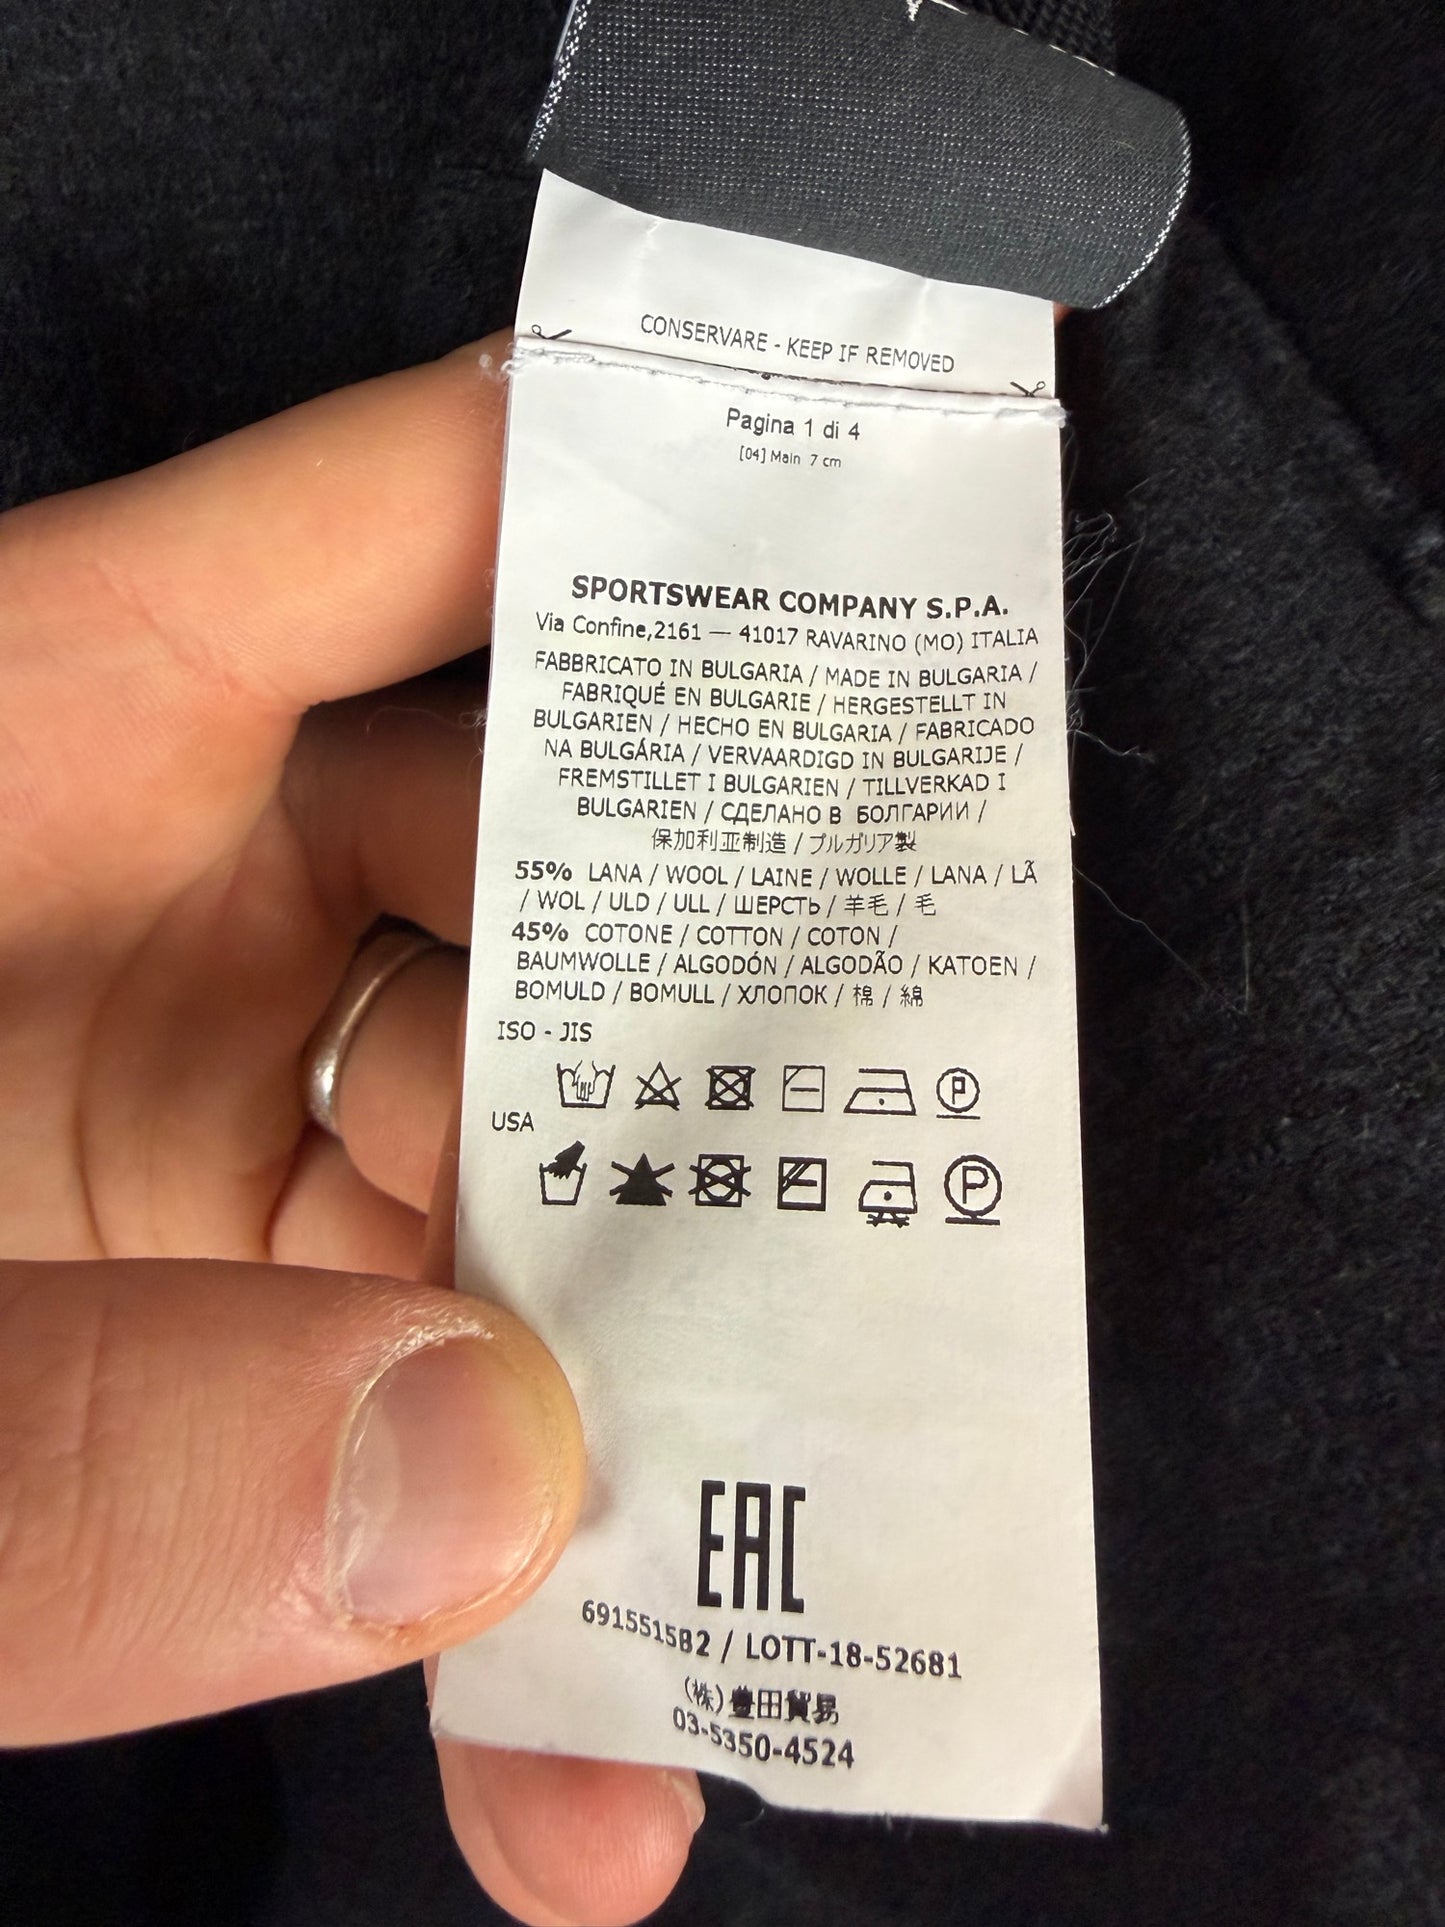 CONSERVARE - KEEP IF REMOVED
Pagina 1 di 4
[04] Main 7 cm
SPORTSWEAR COMPANY S.P.A.
Via Confine,2161 — 41017 RAVARINO (MO) ITALIA
FABBRICATO IN BULGARIA / MADE IN BULGARIA /
FABRIQUÉ EN BULGARIE / HERGESTELLT IN
BULGARIEN / HECHO EN BULGARIA / FABRICADO
NA BULGÁRIA / VERVAARDIGD IN BULGARIJE /
FREMSTILLET I BULGARIEN / TILLVERKAD I
BULGARIEN / СДЕЛАНО В БОЛГАРИИ /
保加利亚制造 / ブルガリア製
55% LANA / WOOL / LAINE / WOLLE / LANA / LÃ
/ WOL / ULD / ULL / ШЕРСТЬ / 羊毛 / 毛
45% COTONE / COTTON / COTON /
BAUMWOLLE / ALGODÓN / ALGODÃO / KATOEN /
BOMULD / BOMULL / ХЛОПОК / 棉 / 綿
ISO - JIS
P
USA
P
EAC
691551582 / LOTT-18-52681
(株)豊田貿易
03-5350-4524